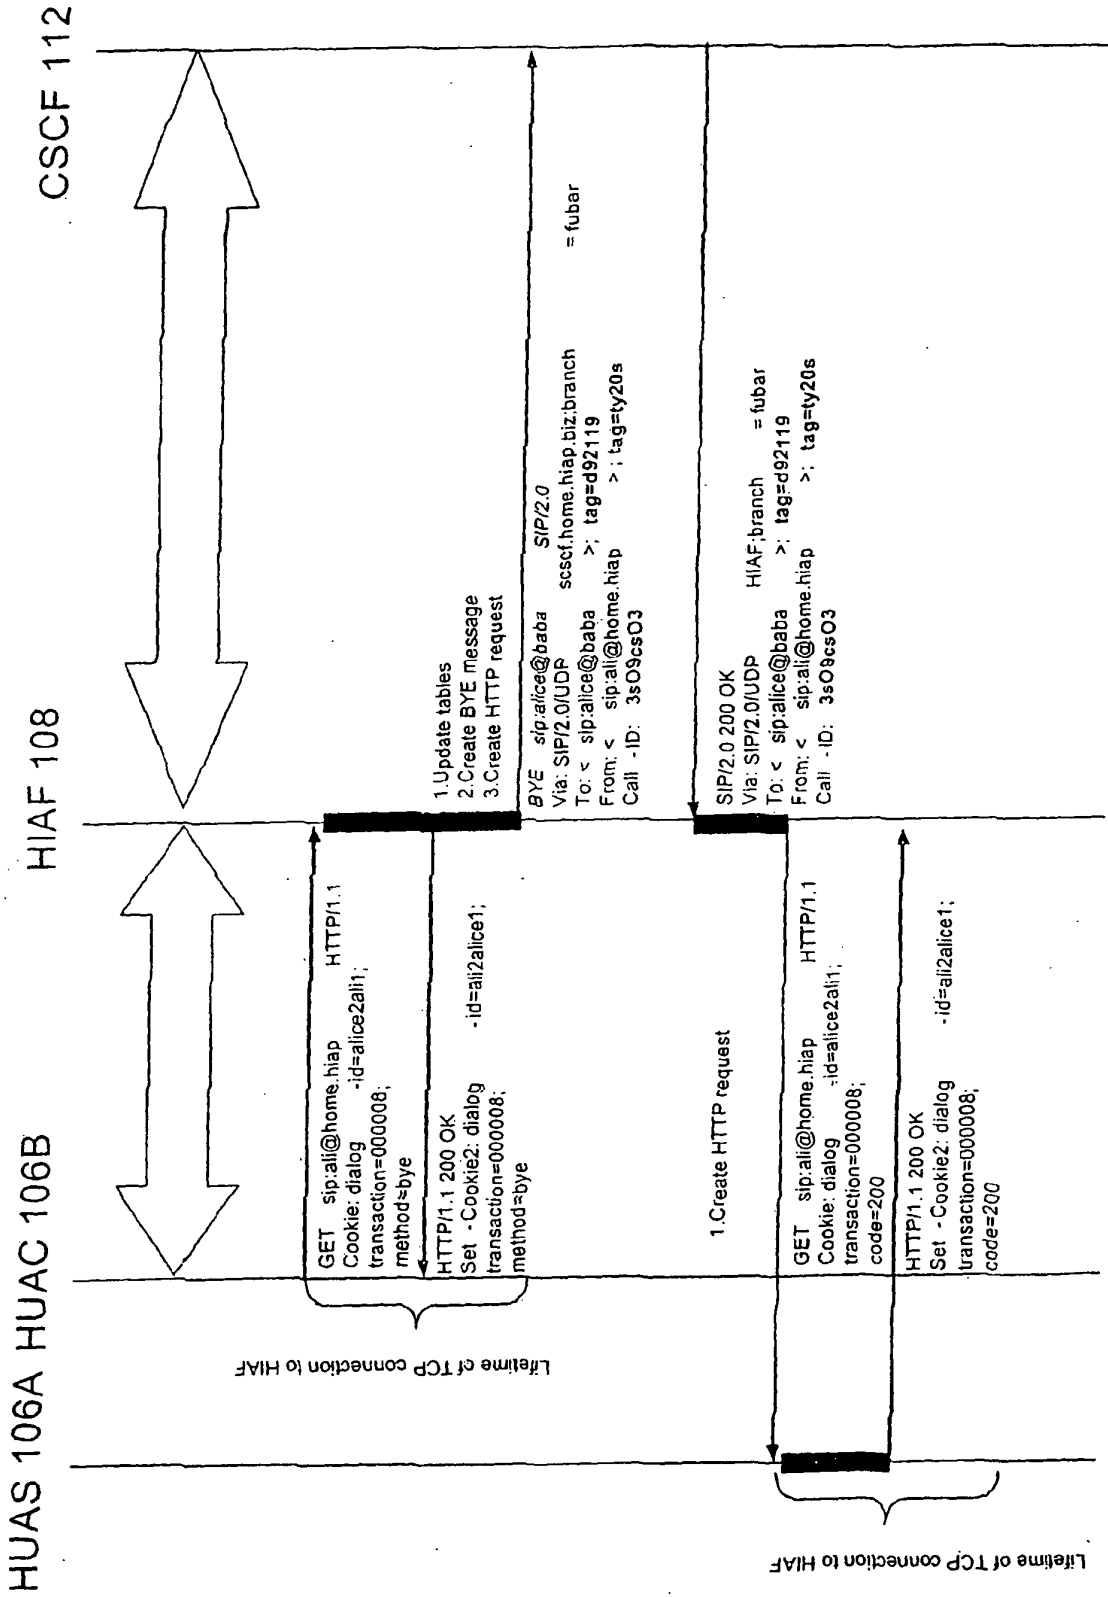 HUAS 106A HUAC 106B
HIAF 108
CSCF 112
GET sip:ali@home.hiap HTTP/1.1
Cookie: dialog -id=alice2ali1;
transaction=000008;
method=bye
HTTP/1.1 200 OK
Set - Cookie2: dialog -id=ali2alice1;
transaction=000008;
method=bye
Lifetime of TCP connection to HIAF
1.Update tables
2.Create BYE message
3.Create HTTP request
BYE sip:alice@baba SIP/2.0
Via: SIP/2.0/UDP scscf.home.hiap.biz;branch = fubar
To: < sip:alice@baba >; tag=d92119
From: < sip:ali@home.hiap > ; tag=ty20s
Call -ID: 3sO9csO3
SIP/2.0 200 OK
Via: SIP/2.0/UDP HIAF;branch = fubar
To: < sip:alice@baba >; tag=d92119
From: < sip:ali@home.hiap >; tag=ty20s
Call -ID: 3sO9csO3
1.Create HTTP request
GET sip:ali@home.hiap HTTP/1.1
Cookie: dialog -id=alice2ali1;
transaction=000008;
code=200
HTTP/1.1 200 OK
Set - Cookie2: dialog -id=ali2alice1;
transaction=000008;
code=200
Lifetime of TCP connection to HIAF